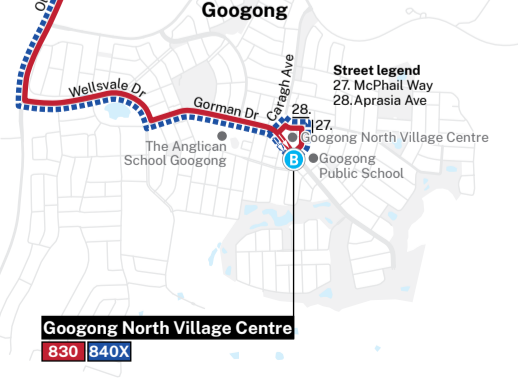 Googong
Wellsvale Dr
Gorman Dr
Caragh Ave
Street legend
27. McPhail Way
28. Aprasia Ave
28.
27.
Googong North Village Centre
The Anglican
School Googong
B
Googong
Public School
Googong North Village Centre
830 840X